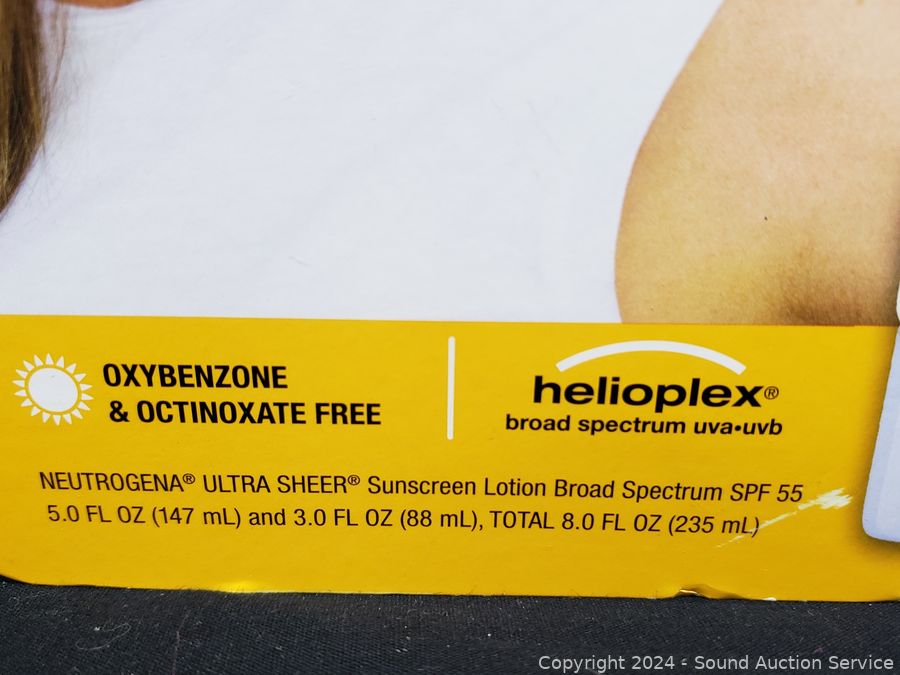 OXYBENZONE
& OCTINOXATE FREE
helioplex®
broad spectrum uva•uvb
NEUTROGENA® ULTRA SHEER® Sunscreen Lotion Broad Spectrum SPF 55
5.0 FL OZ (147 mL) and 3.0 FL OZ (88 mL), TOTAL 8.0 FL OZ (235 mL)
Copyright 2024 - Sound Auction Service